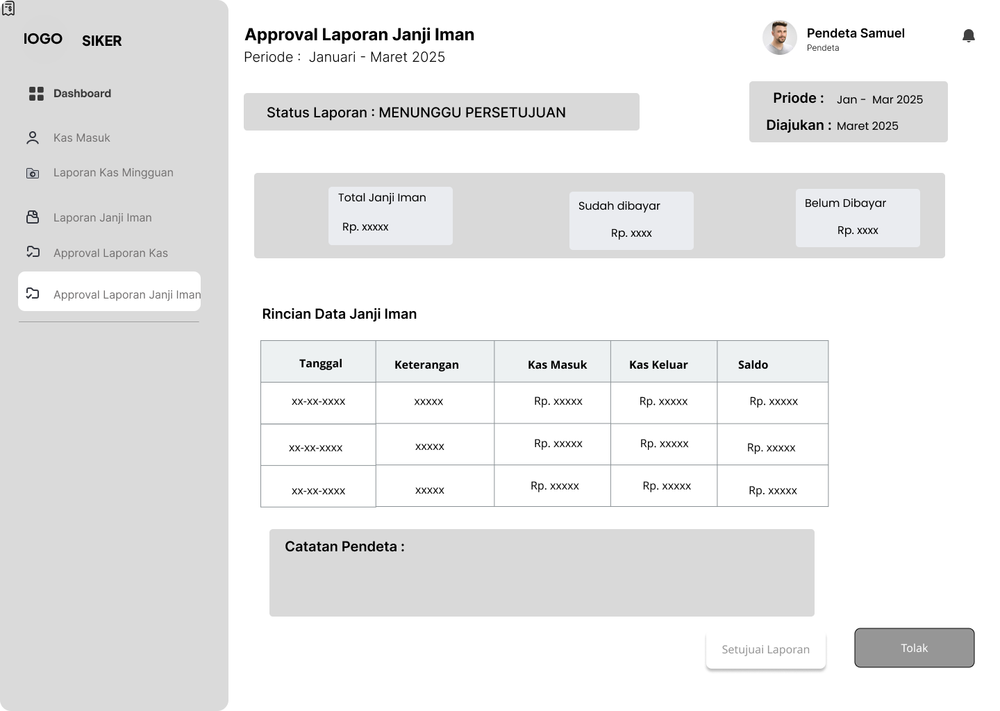 lOGO SIKER
Dashboard
Kas Masuk
Laporan Kas Mingguan
Laporan Janji Iman
Approval Laporan Kas
Approval Laporan Janji Iman
Approval Laporan Janji Iman
Periode : Januari - Maret 2025
Pendeta Samuel
Pendeta
Status Laporan : MENUNGGU PERSETUJUAN
Priode : Jan - Mar 2025
Diajukan : Maret 2025
Total Janji Iman
Rp. xxxxx
Sudah dibayar
Rp. xxxx
Belum Dibayar
Rp. xxxx
Rincian Data Janji Iman
Tanggal Keterangan Kas Masuk Kas Keluar Saldo
xx-xx-xxxx xxxxx Rp. xxxxx Rp. xxxxx Rp. xxxxx
xx-xx-xxxx xxxxx Rp. xxxxx Rp. xxxxx Rp. xxxxx
xx-xx-xxxx xxxxx Rp. xxxxx Rp. xxxxx Rp. xxxxx
Catatan Pendeta :
Setujuai Laporan
Tolak